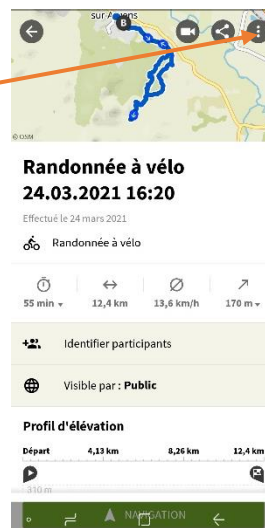 sur Argens
B
© OSM
Randonnée à vélo
24.03.2021 16:20
Effectué le 24 mars 2021
Randonnée à vélo
55 min 12,4 km 13,6 km/h 170 m
Identifier participants
Visible par : Public
Profil d'élévation
Départ 4,13 km 8,26 km 12,4 km
310 m
NAVIGATION